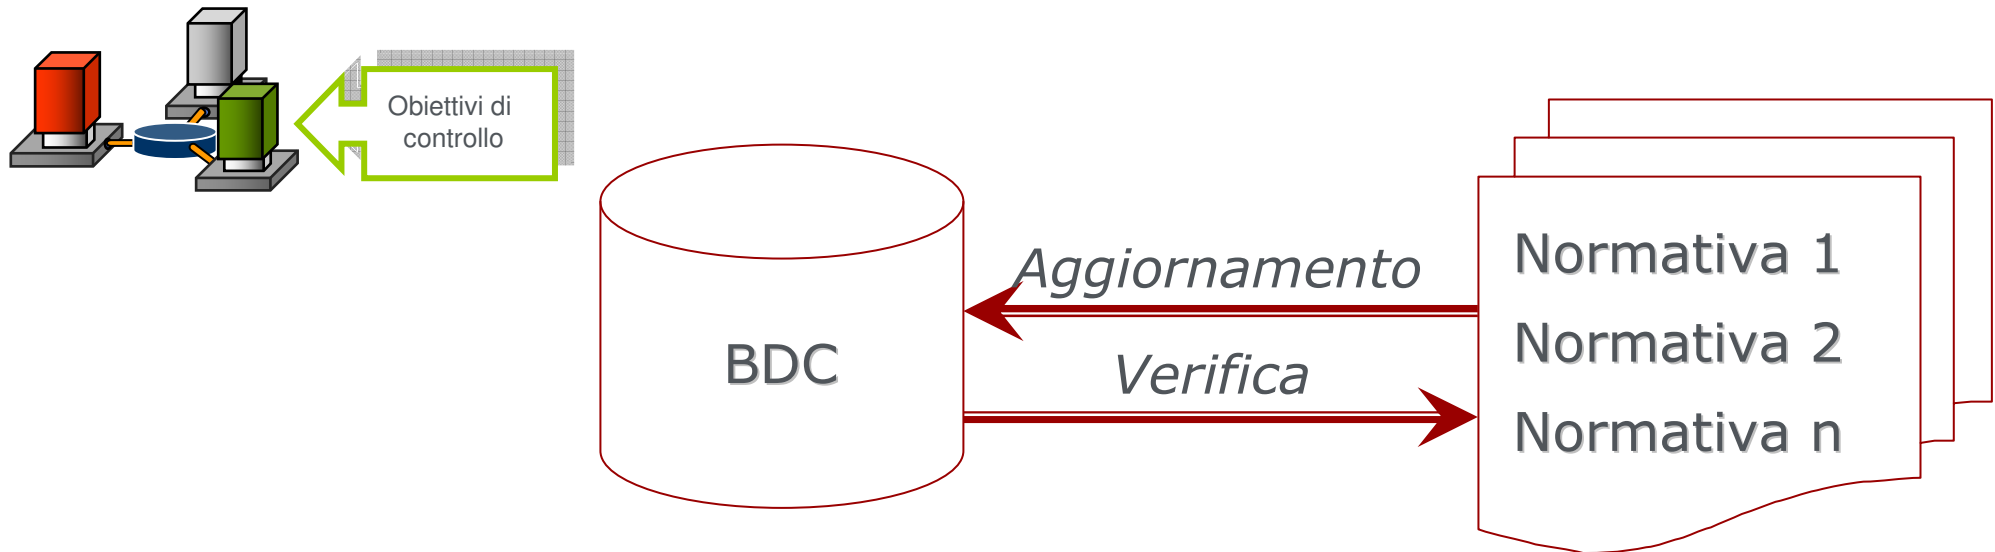 Obiettivi di
controllo
BDC
Aggiornamento
Verifica
Normativa 1
Normativa 2
Normativa n